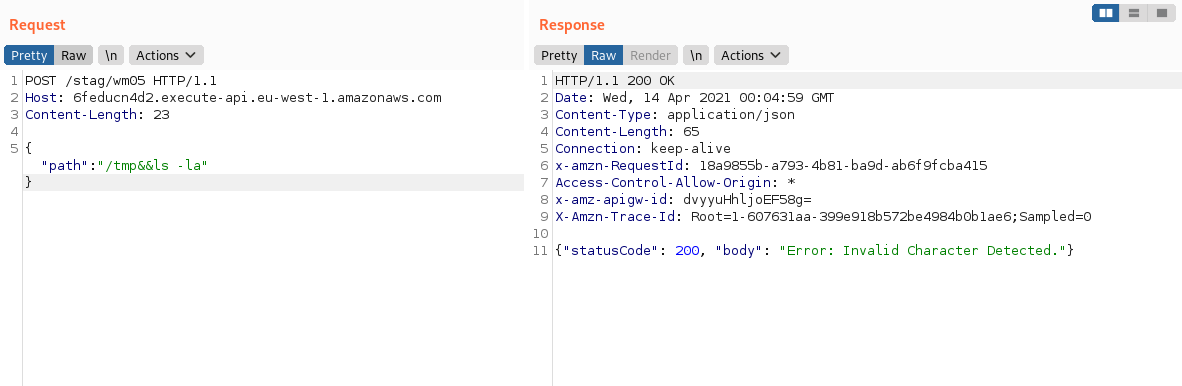 Request
Pretty Raw \n Actions
1 POST /stag/wm05 HTTP/1.1
2 Host: 6feducn4d2.execute-api.eu-west-1.amazonaws.com
3 Content-Length: 23
4
5 {
"path":"/tmp&&ls -la"
}
Response
Pretty Raw Render \n Actions
1 HTTP/1.1 200 OK
2 Date: Wed, 14 Apr 2021 00:04:59 GMT
3 Content-Type: application/json
4 Content-Length: 65
5 Connection: keep-alive
6 x-amzn-RequestId: 18a9855b-a793-4b81-ba9d-ab6f9fcba415
7 Access-Control-Allow-Origin: *
8 x-amz-apigw-id: dvyyuHhljoEF58g=
9 X-Amzn-Trace-Id: Root=1-607631aa-399e918b572be4984b0b1ae6;Sampled=0
10
11 {"statusCode": 200, "body": "Error: Invalid Character Detected."}